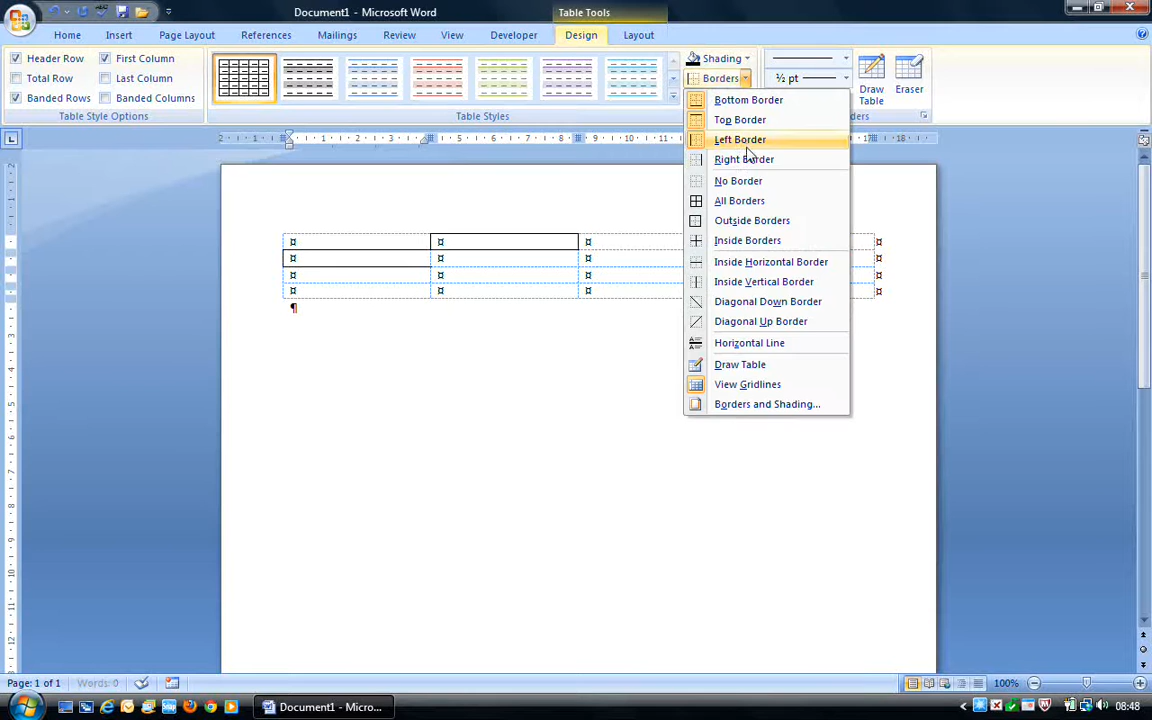 Document1 - Microsoft Word
Table Tools
Home Insert Page Layout References Mailings Review View Developer Design Layout
Header Row First Column
Total Row Last Column
Banded Rows Banded Columns
Table Style Options
Table Styles
Shading
Borders
½ pt
Draw Table
Eraser
Bottom Border
Top Border
Left Border
Right Border
No Border
All Borders
Outside Borders
Inside Borders
Inside Horizontal Border
Inside Vertical Border
Diagonal Down Border
Diagonal Up Border
Horizontal Line
Draw Table
View Gridlines
Borders and Shading...
Page: 1 of 1 Words: 0
100%
Document1 - Micro...
08:48